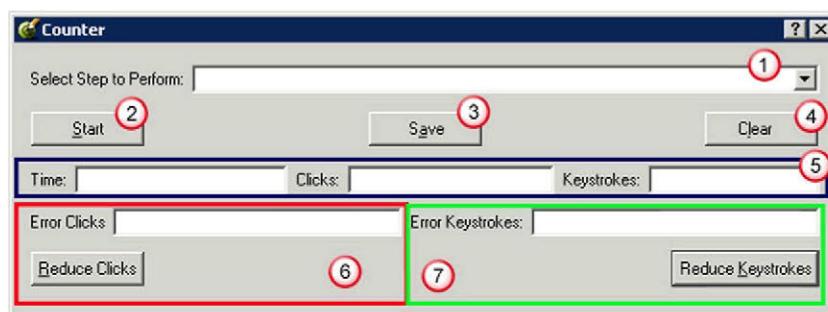 Counter ? X
Select Step to Perform: 1
Start 2 Save 3 Clear 4
Time: Clicks: Keystrokes: 5
Error Clicks Error Keystrokes:
Reduce Clicks 6 7 Reduce Keystrokes